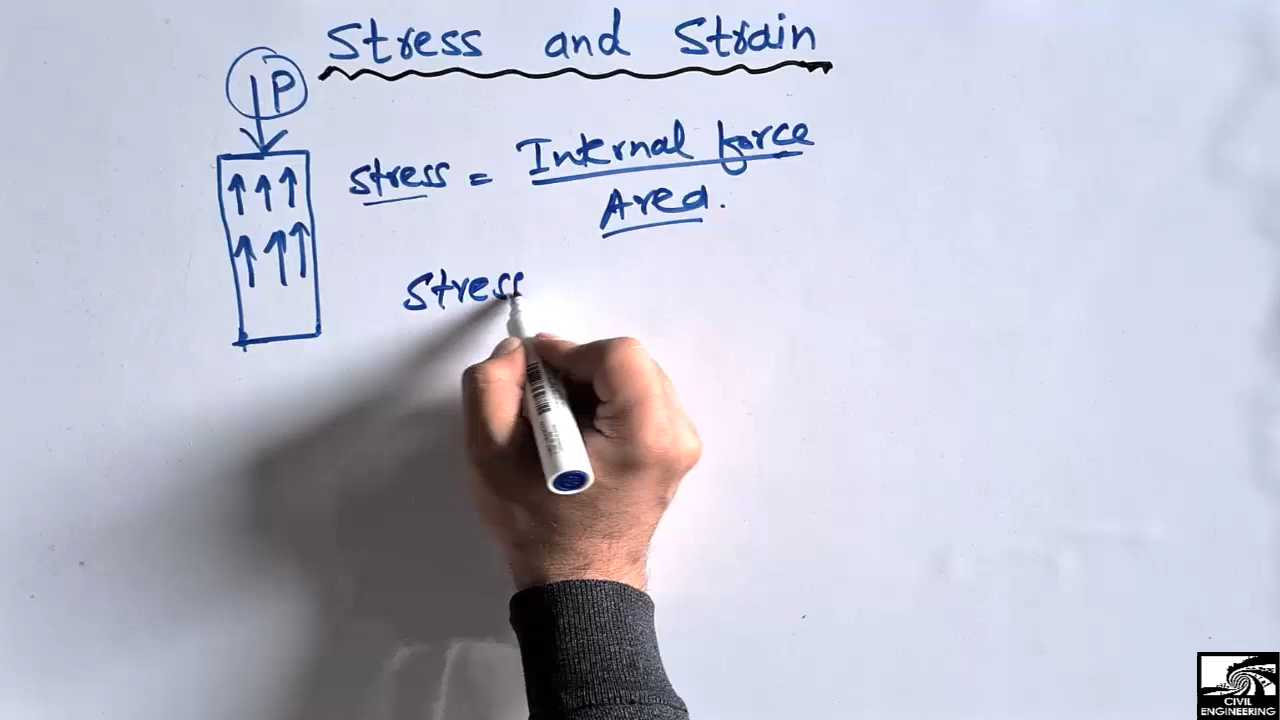 Stress and Strain
P
stress = Internal force
Area.
Stress
CIVIL
ENGINEERING